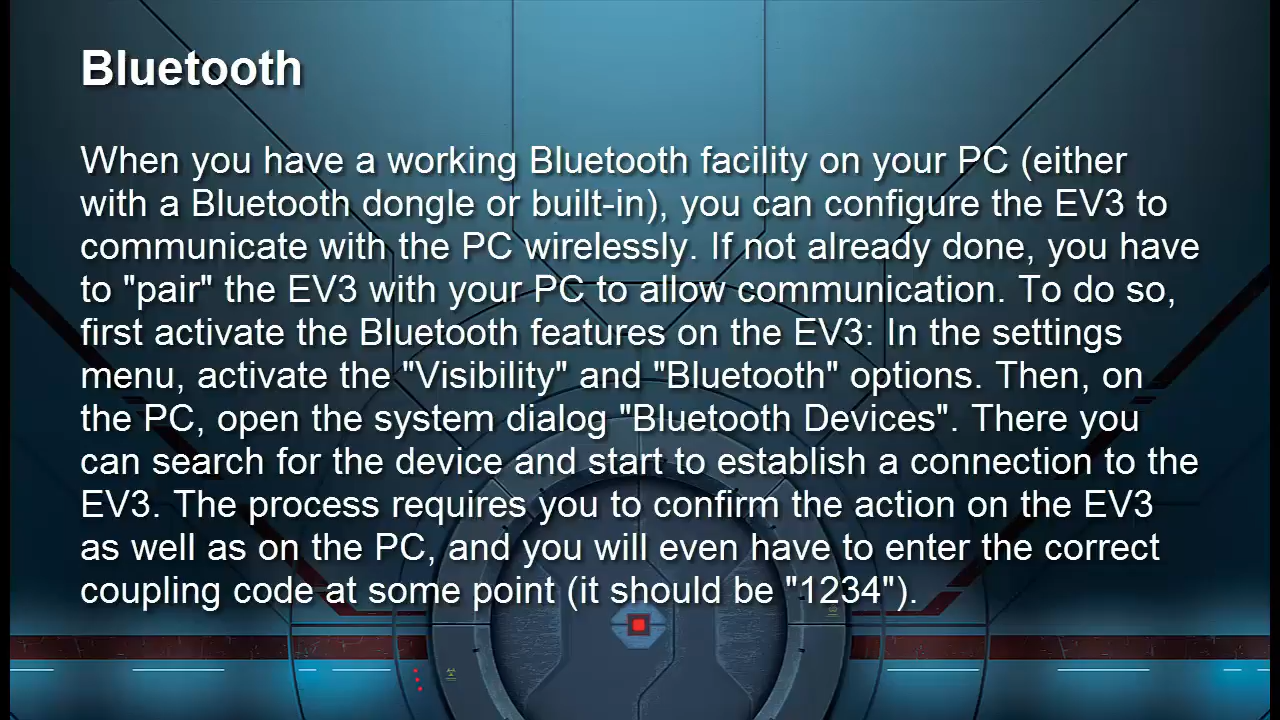 Bluetooth
When you have a working Bluetooth facility on your PC (either
with a Bluetooth dongle or built-in), you can configure the EV3 to
communicate with the PC wirelessly. If not already done, you have
to "pair" the EV3 with your PC to allow communication. To do so,
first activate the Bluetooth features on the EV3: In the settings
menu, activate the "Visibility" and "Bluetooth" options. Then, on
the PC, open the system dialog "Bluetooth Devices". There you
can search for the device and start to establish a connection to the
EV3. The process requires you to confirm the action on the EV3
as well as on the PC, and you will even have to enter the correct
coupling code at some point (it should be "1234").